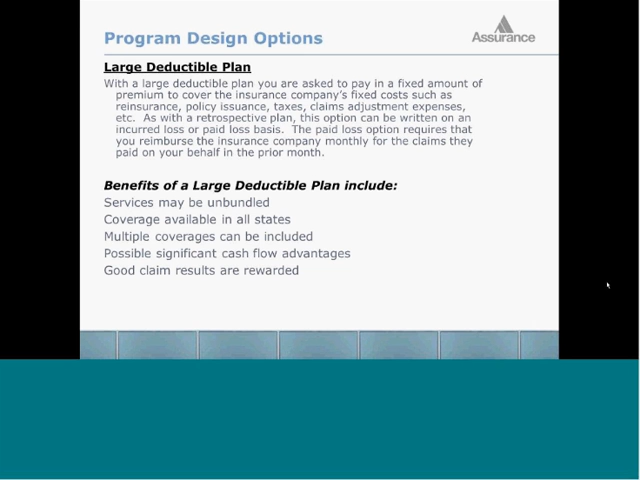 Program Design Options
Assurance
Large Deductible Plan
With a large deductible plan you are asked to pay in a fixed amount of
premium to cover the insurance company's fixed costs such as
reinsurance, policy issuance, taxes, claims adjustment expenses,
etc.  As with a retrospective plan, this option can be written on an
incurred loss or paid loss basis.  The paid loss option requires that
you reimburse the insurance company monthly for the claims they
paid on your behalf in the prior month.
Benefits of a Large Deductible Plan include:
Services may be unbundled
Coverage available in all states
Multiple coverages can be included
Possible significant cash flow advantages
Good claim results are rewarded